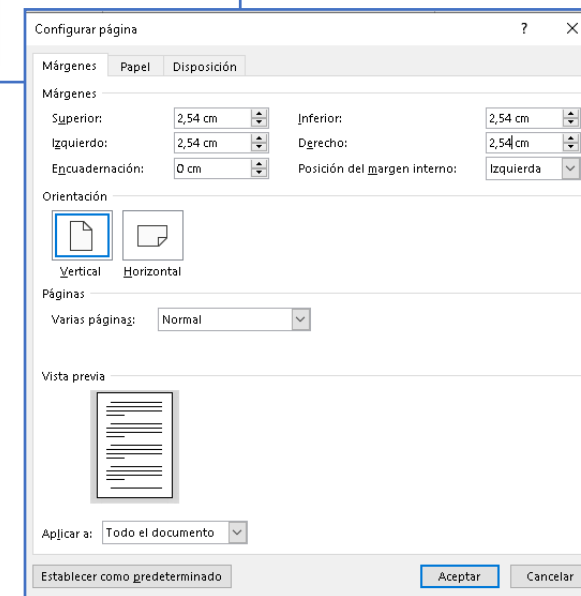 Configurar página ? ×
Márgenes Papel Disposición
Márgenes
Superior: 2,54 cm Inferior: 2,54 cm
Izquierdo: 2,54 cm Derecho: 2,54 cm
Encuadernación: 0 cm Posición del margen interno: Izquierda
Orientación
Vertical Horizontal
Páginas
Varias páginas: Normal
Vista previa
Aplicar a: Todo el documento
Establecer como predeterminado Aceptar Cancelar